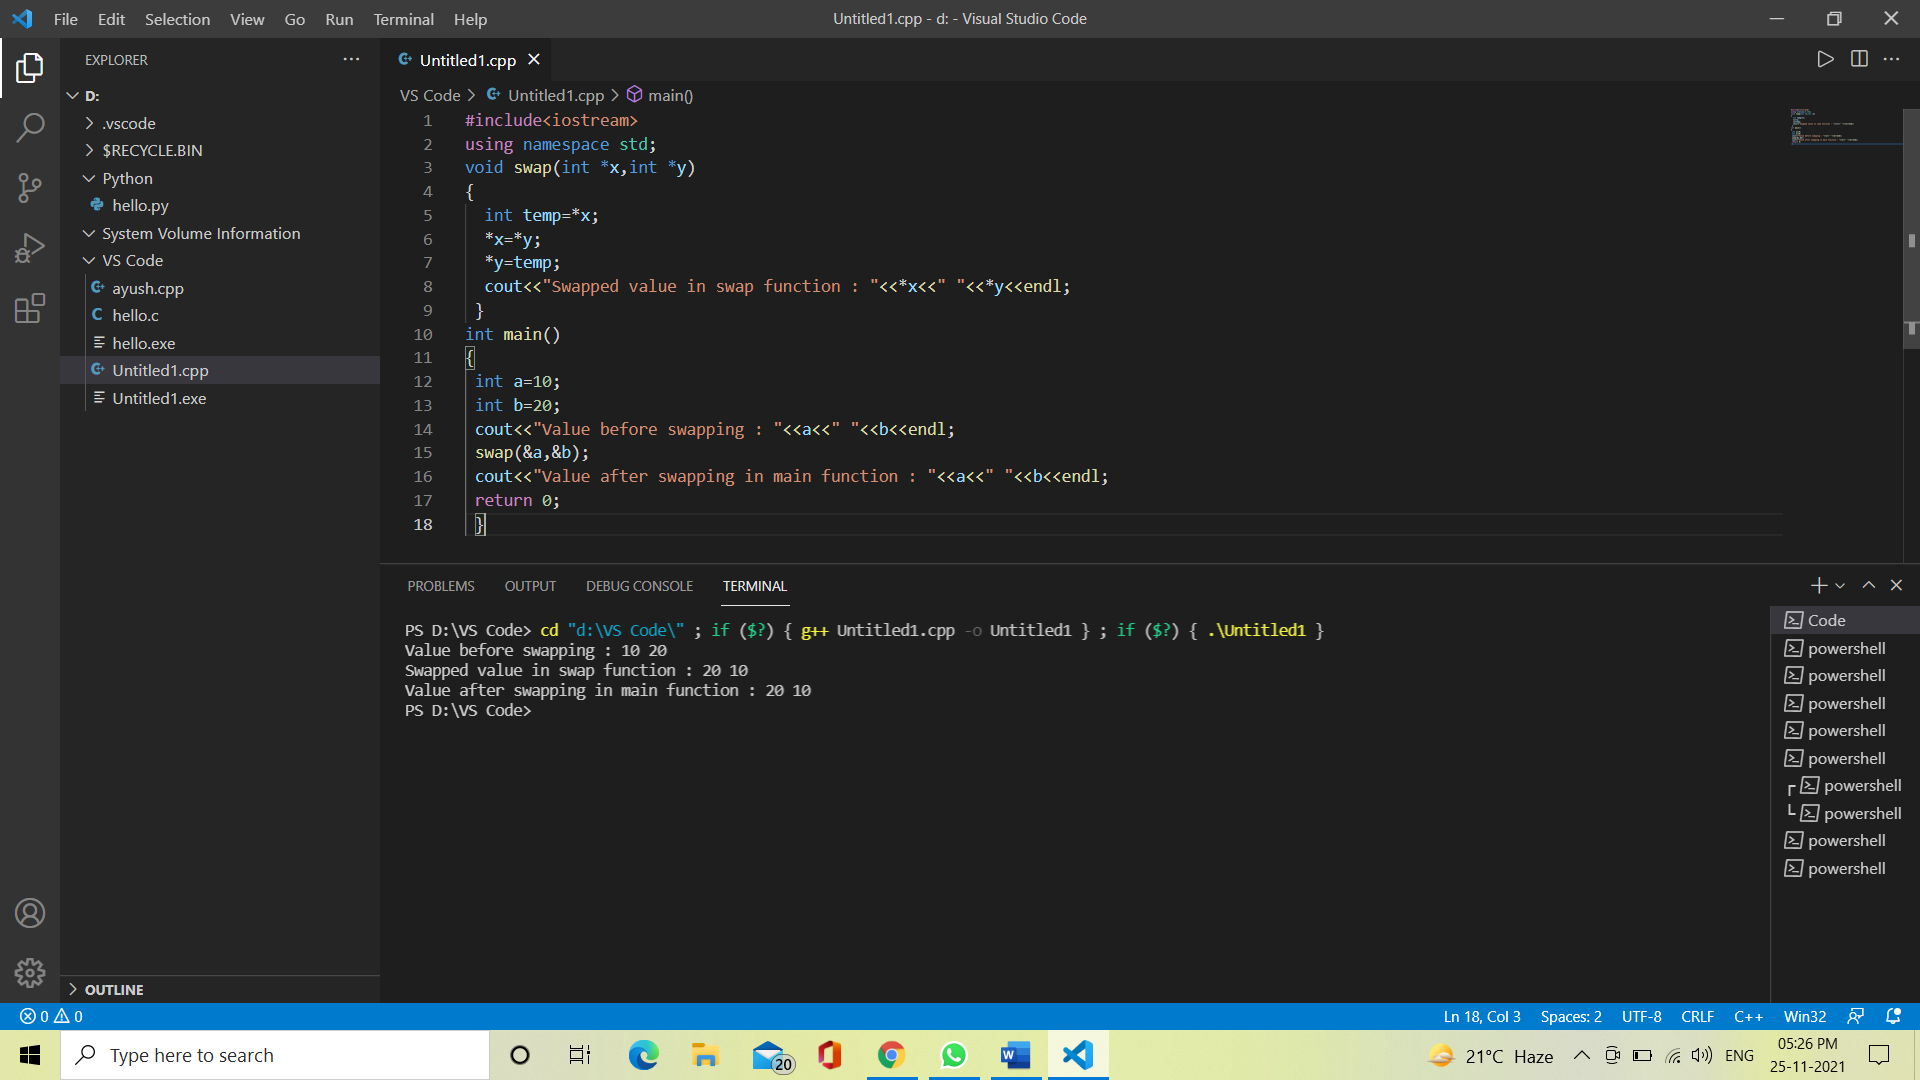 File Edit Selection View Go Run Terminal Help
Untitled1.cpp - d: - Visual Studio Code
EXPLORER
D:
.vscode
$RECYCLE.BIN
Python
hello.py
System Volume Information
VS Code
ayush.cpp
hello.c
hello.exe
Untitled1.cpp
Untitled1.exe
OUTLINE
Untitled1.cpp
VS Code > Untitled1.cpp > main()
1 #include<iostream>
2 using namespace std;
3 void swap(int *x,int *y)
4 {
5 int temp=*x;
6 *x=*y;
7 *y=temp;
8 cout<<"Swapped value in swap function : "<<*x<<" "<<*y<<endl;
9 }
10 int main()
11 {
12 int a=10;
13 int b=20;
14 cout<<"Value before swapping : "<<a<<" "<<b<<endl;
15 swap(&a,&b);
16 cout<<"Value after swapping in main function : "<<a<<" "<<b<<endl;
17 return 0;
18 }
PROBLEMS OUTPUT DEBUG CONSOLE TERMINAL
PS D:\VS Code> cd "d:\VS Code\" ; if ($?) { g++ Untitled1.cpp -o Untitled1 } ; if ($?) { .\Untitled1 }
Value before swapping : 10 20
Swapped value in swap function : 20 10
Value after swapping in main function : 20 10
PS D:\VS Code>
Code
powershell
powershell
powershell
powershell
powershell
powershell
powershell
powershell
powershell
0 0
Ln 18, Col 3 Spaces: 2 UTF-8 CRLF C++ Win32
Type here to search
20
21°C Haze
ENG
05:26 PM
25-11-2021